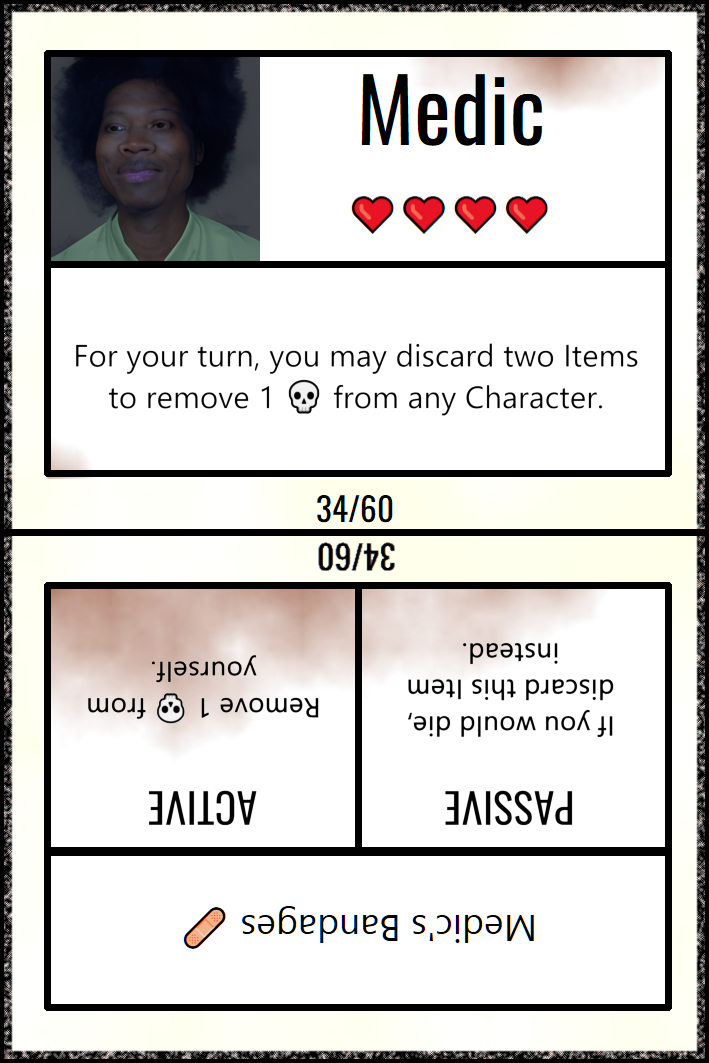 Medic
❤️❤️❤️❤️
For your turn, you may discard two Items
to remove 1 💀 from any Character.
34/60
34/60
Medic's Bandages 🩹
PASSIVE
If you would die,
discard this Item
instead.
ACTIVE
Remove 1 💀 from
yourself.